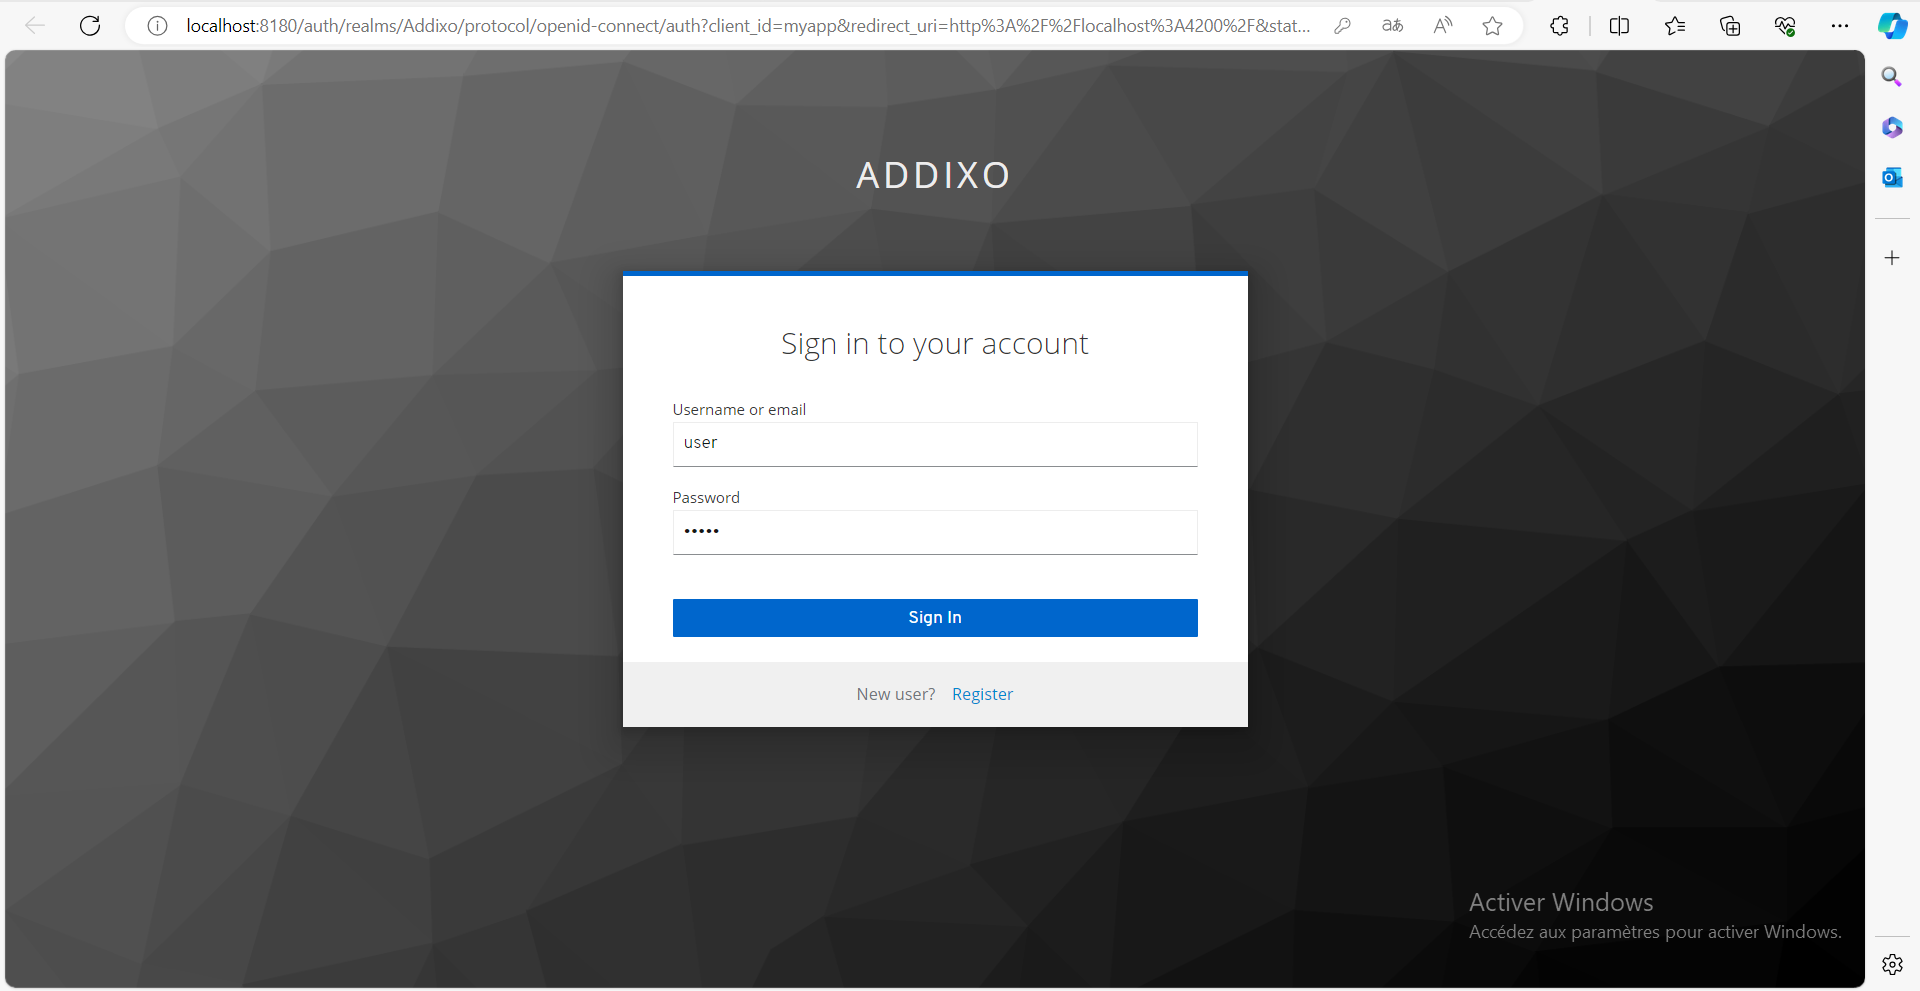 localhost:8180/auth/realms/Addixo/protocol/openid-connect/auth?client_id=myapp&redirect_uri=http%3A%2F%2Flocalhost%3A4200%2F&stat...
ADDIXO
Sign in to your account
Username or email
user
Password
•••••
Sign In
New user? Register
Activer Windows
Accédez aux paramètres pour activer Windows.